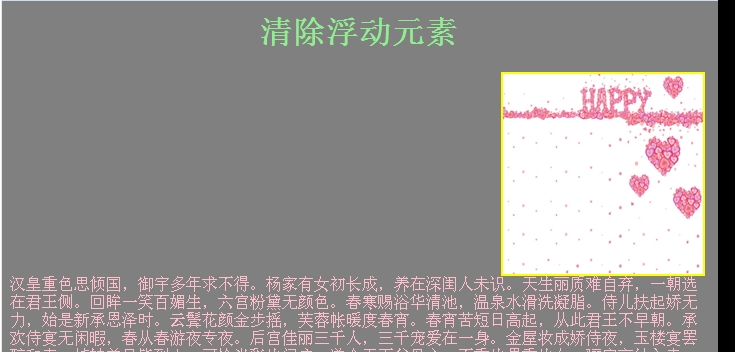 清除浮动元素
HAPPY
汉皇重色思倾国，御宇多年求不得。杨家有女初长成，养在深闺人未识。天生丽质难自弃，一朝选
在君王侧。回眸一笑百媚生，六宫粉黛无颜色。春寒赐浴华清池，温泉水滑洗凝脂。侍儿扶起娇无
力，始是新承恩泽时。云鬓花颜金步摇，芙蓉帐暖度春宵。春宵苦短日高起，从此君王不早朝。承
欢侍宴无闲暇，春从春游夜专夜。后宫佳丽三千人，三千宠爱在一身。金屋妆成娇侍夜，玉楼宴罢